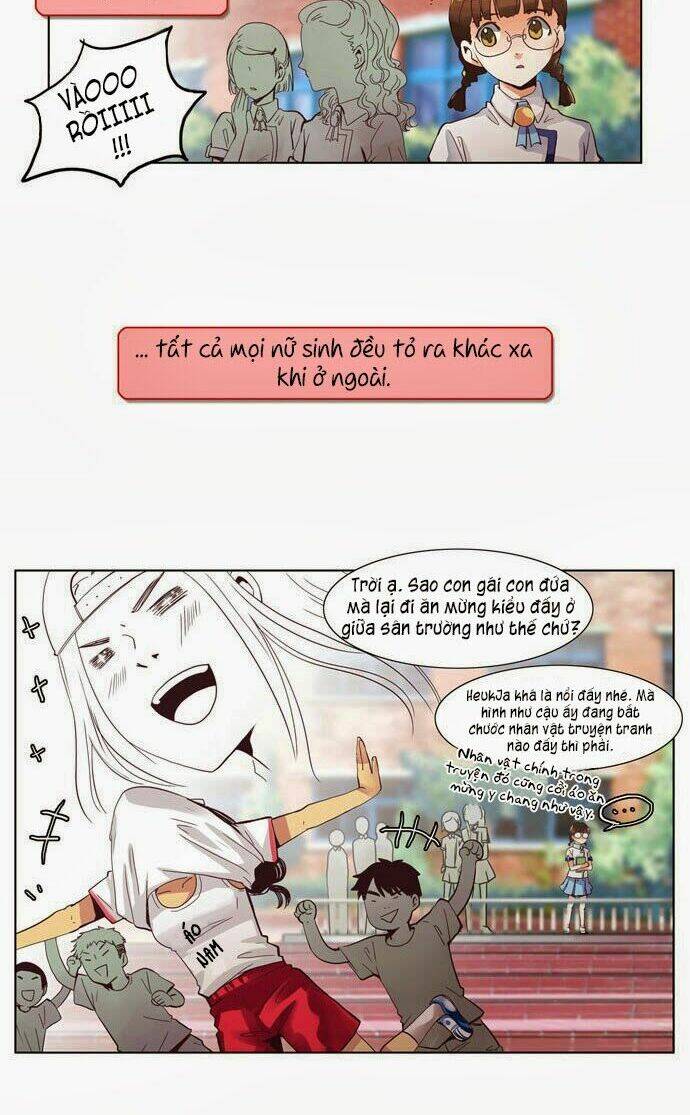 VÀOOO
RỒIIIII
!!!
... tất cả mọi nữ sinh đều tỏ ra khác xa
khi ở ngoài.
Trời ạ. Sao con gái con đứa
mà lại đi ăn mừng kiểu đấy ở
giữa sân trường như thế chứ?
HeukJa khá là nổi đấy nhé. Mà
hình như cậu ấy đang bắt
chước nhân vật truyện tranh
nào đấy thì phải.
Nhân vật chính trong
truyện đó cũng cởi áo ăn
mừng y chang như vậy.
...
ÁO
NAM